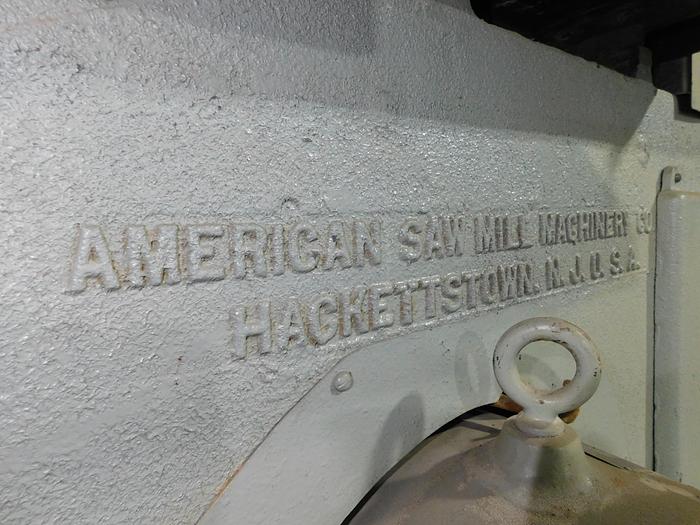 AMERICAN SAW MILL MACHINERY CO
HACKETTSTOWN. N. J. U. S. A.